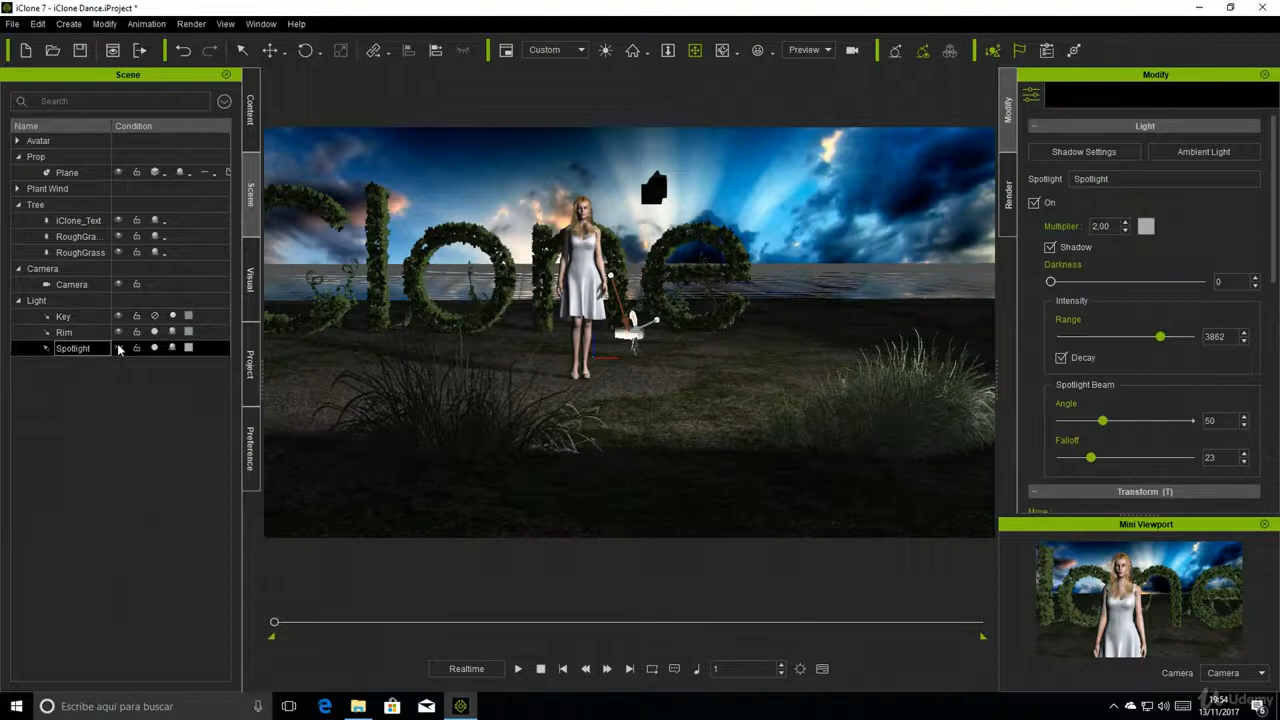 iClone 7 - iClone Dance.iProject *
File Edit Create Modify Animation Render View Window Help
Custom Preview
Scene
Search
Name Condition
Avatar
Prop
Plane
Plant Wind
Tree
iClone_Text
RoughGra...
RoughGrass
Camera
Camera
Light
Key
Rim
Spotlight
Content
Scene
Visual
Project
Preference
Clone
Modify
Render
Modify
Light
Shadow Settings Ambient Light
Spotlight Spotlight
On
Multiplier : 2,00
Shadow
Darkness
0
Intensity
Range
3862
Decay
Spotlight Beam
Angle
50
Falloff
23
Transform (T)
Move
Mini Viewport
Camera Camera
Realtime 1
Escribe aquí para buscar
19:54
13/11/2017
6
Udemy